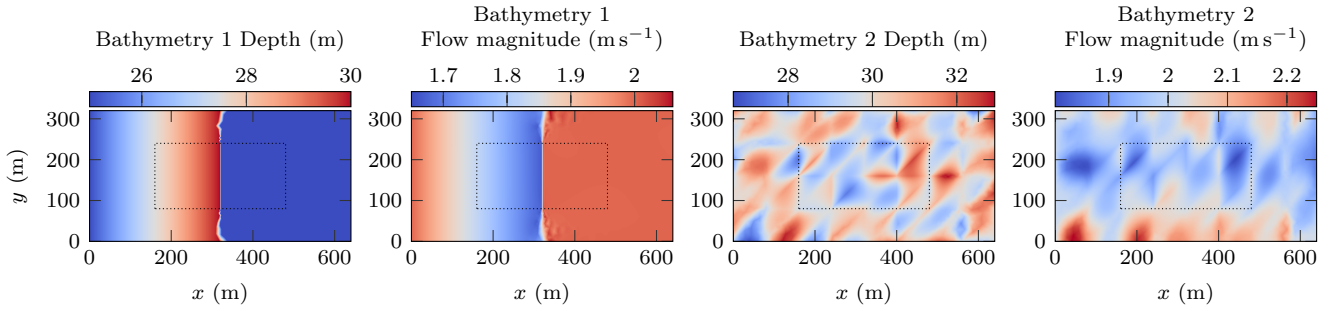 Bathymetry 1 Depth (m)
26 28 30
300
200
100
0
y (m)
0 200 400 600
x (m)
Bathymetry 1
Flow magnitude (m s⁻¹)
1.7 1.8 1.9 2
300
200
100
0
0 200 400 600
x (m)
Bathymetry 2 Depth (m)
28 30 32
300
200
100
0
0 200 400 600
x (m)
Bathymetry 2
Flow magnitude (m s⁻¹)
1.9 2 2.1 2.2
300
200
100
0
0 200 400 600
x (m)